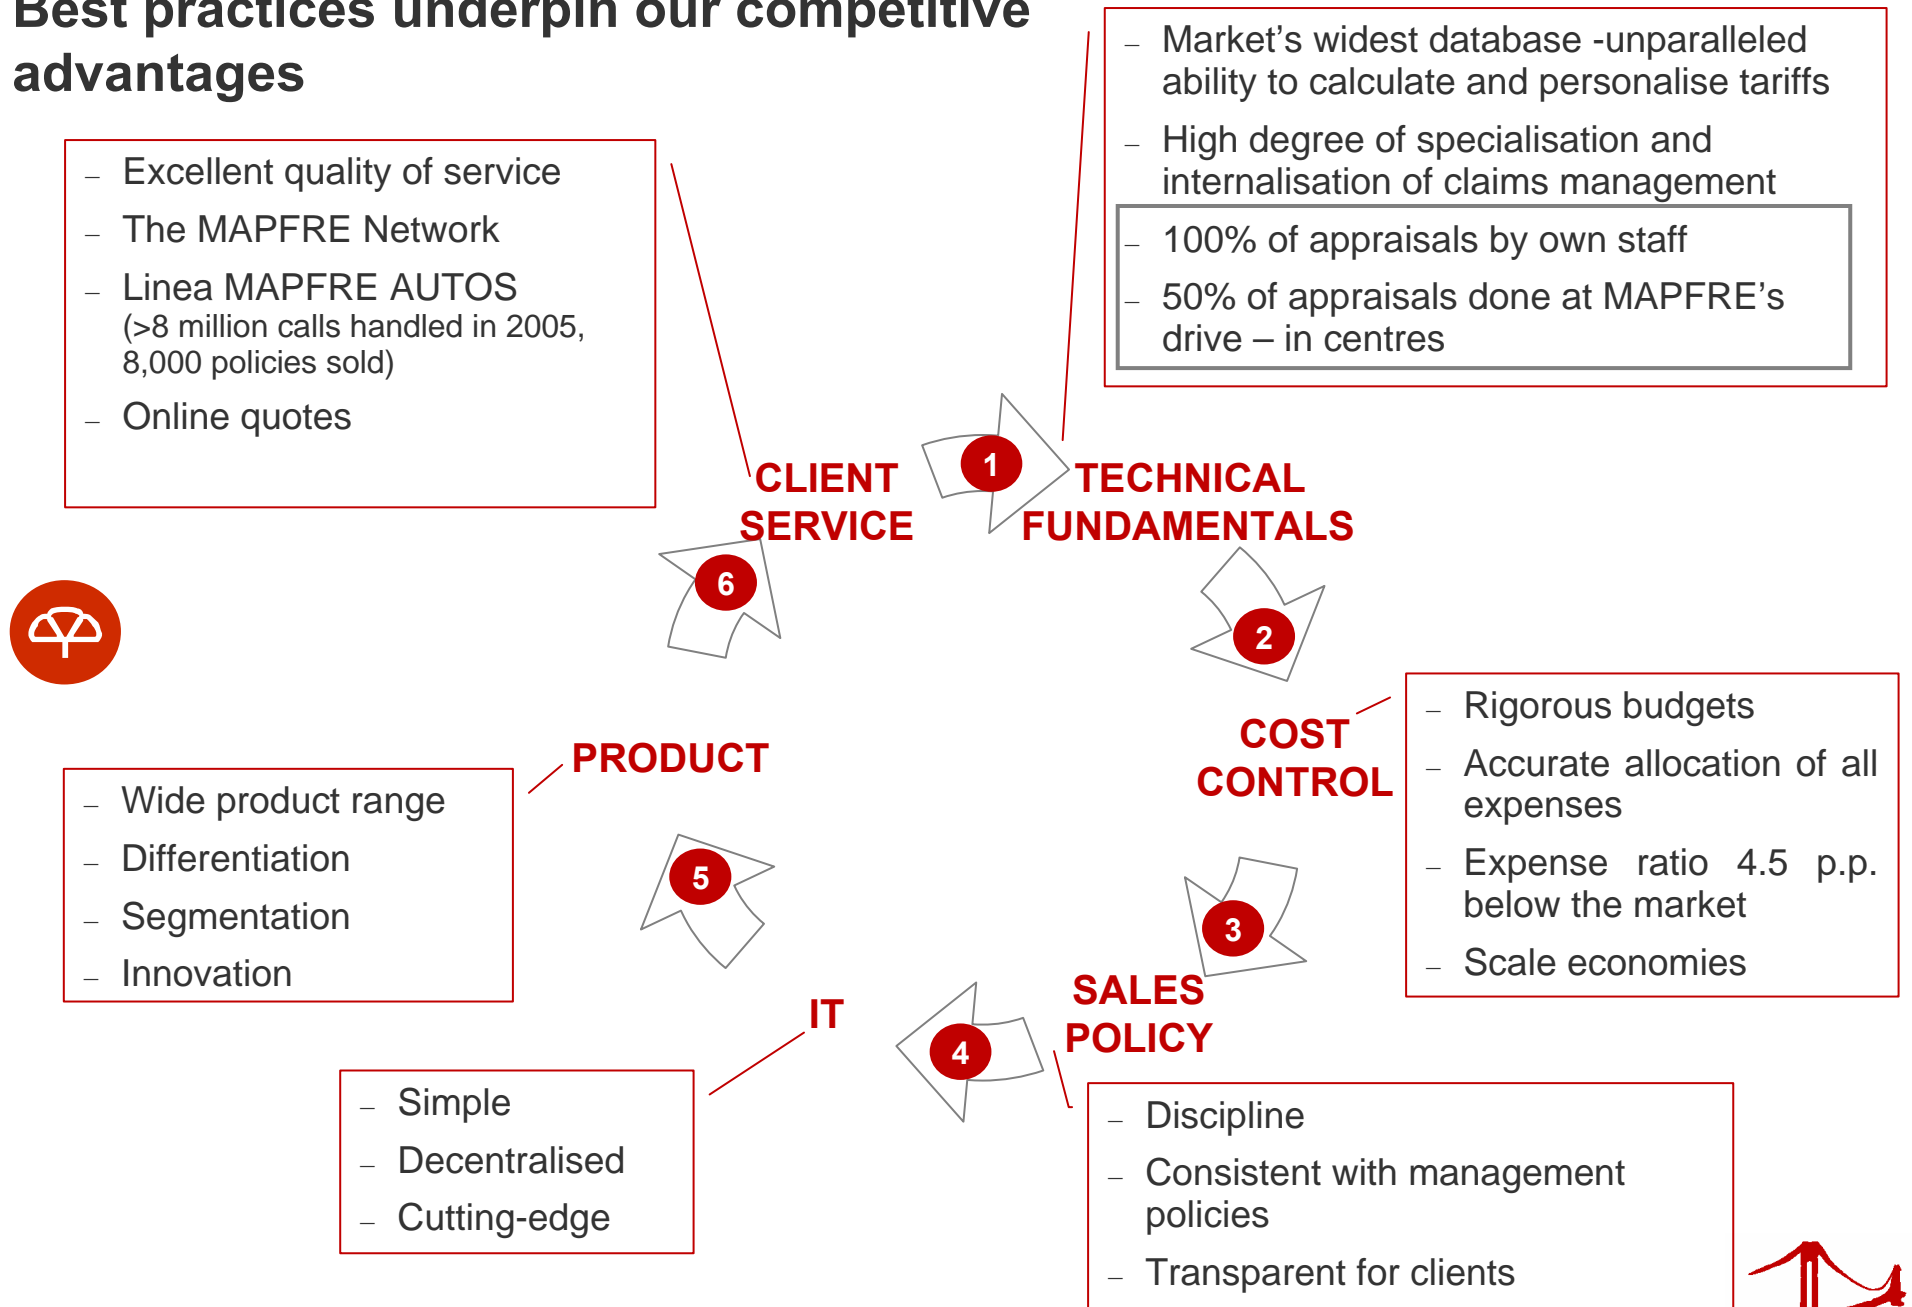 Best practices underpin our competitive
advantages
– Market's widest database -unparalleled
ability to calculate and personalise tariffs
– High degree of specialisation and
internalisation of claims management
– 100% of appraisals by own staff
– 50% of appraisals done at MAPFRE's
drive – in centres
– Excellent quality of service
– The MAPFRE Network
– Linea MAPFRE AUTOS
(>8 million calls handled in 2005,
8,000 policies sold)
– Online quotes
1
CLIENT
SERVICE
TECHNICAL
FUNDAMENTALS
6
2
COST
CONTROL
– Rigorous budgets
– Accurate allocation of all
expenses
– Expense ratio 4.5 p.p.
below the market
– Scale economies
PRODUCT
– Wide product range
– Differentiation
– Segmentation
– Innovation
5
3
SALES
POLICY
IT
4
– Simple
– Decentralised
– Cutting-edge
– Discipline
– Consistent with management
policies
– Transparent for clients